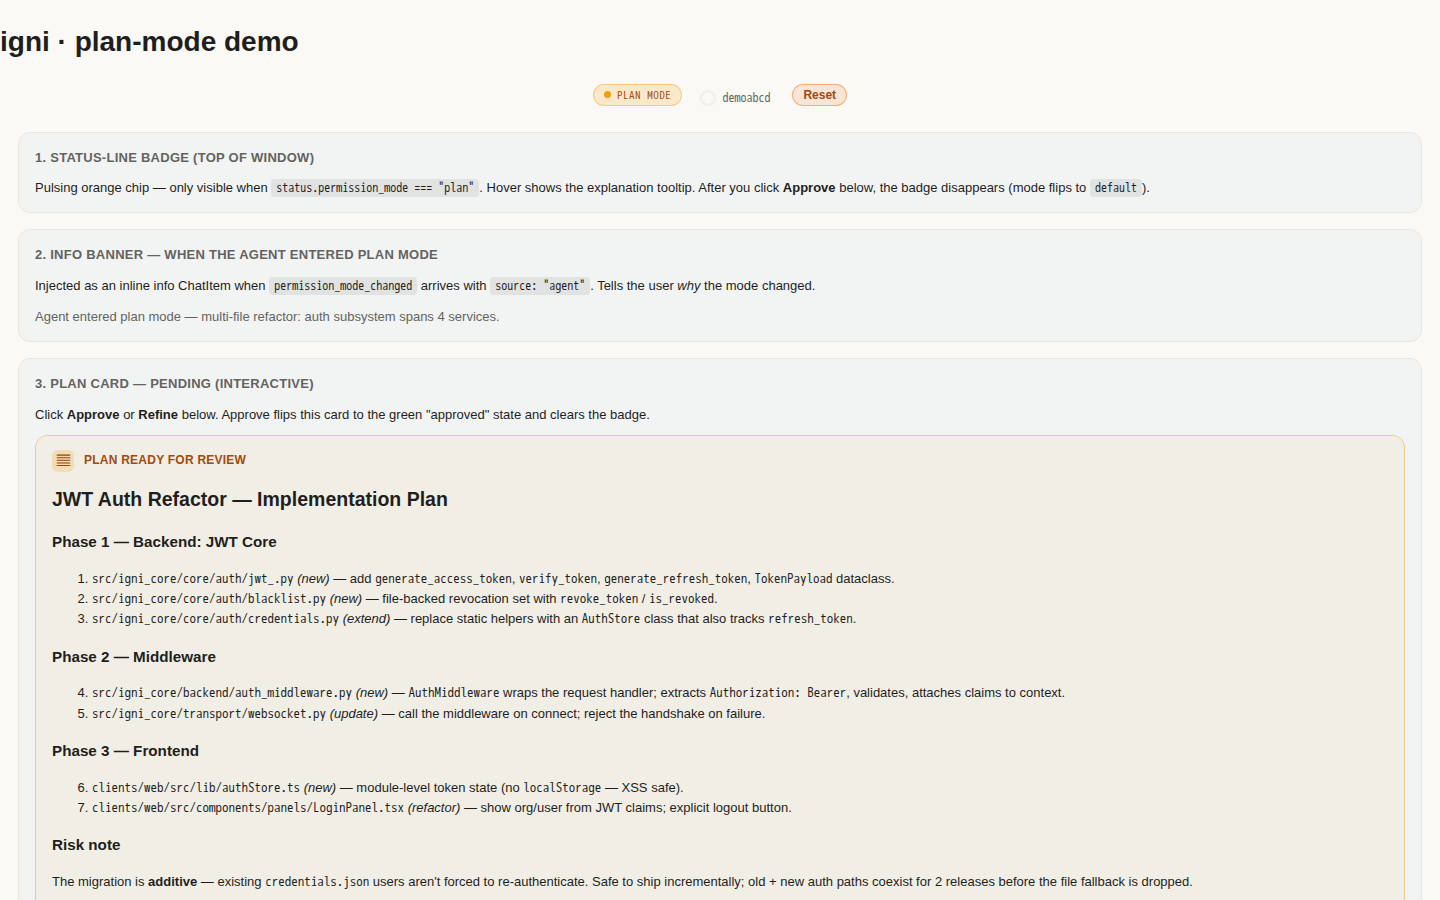 igni · plan-mode demo
PLAN MODE
demoabcd
Reset
1. STATUS-LINE BADGE (TOP OF WINDOW)
Pulsing orange chip — only visible when status.permission_mode === "plan". Hover shows the explanation tooltip. After you click Approve below, the badge disappears (mode flips to default).
2. INFO BANNER — WHEN THE AGENT ENTERED PLAN MODE
Injected as an inline info ChatItem when permission_mode_changed arrives with source: "agent". Tells the user why the mode changed.
Agent entered plan mode — multi-file refactor: auth subsystem spans 4 services.
3. PLAN CARD — PENDING (INTERACTIVE)
Click Approve or Refine below. Approve flips this card to the green "approved" state and clears the badge.
PLAN READY FOR REVIEW
JWT Auth Refactor — Implementation Plan
Phase 1 — Backend: JWT Core
1. src/igni_core/core/auth/jwt_.py (new) — add generate_access_token, verify_token, generate_refresh_token, TokenPayload dataclass.
2. src/igni_core/core/auth/blacklist.py (new) — file-backed revocation set with revoke_token / is_revoked.
3. src/igni_core/core/auth/credentials.py (extend) — replace static helpers with an AuthStore class that also tracks refresh_token.
Phase 2 — Middleware
4. src/igni_core/backend/auth_middleware.py (new) — AuthMiddleware wraps the request handler; extracts Authorization: Bearer, validates, attaches claims to context.
5. src/igni_core/transport/websocket.py (update) — call the middleware on connect; reject the handshake on failure.
Phase 3 — Frontend
6. clients/web/src/lib/authStore.ts (new) — module-level token state (no localStorage — XSS safe).
7. clients/web/src/components/panels/LoginPanel.tsx (refactor) — show org/user from JWT claims; explicit logout button.
Risk note
The migration is additive — existing credentials.json users aren't forced to re-authenticate. Safe to ship incrementally; old + new auth paths coexist for 2 releases before the file fallback is dropped.